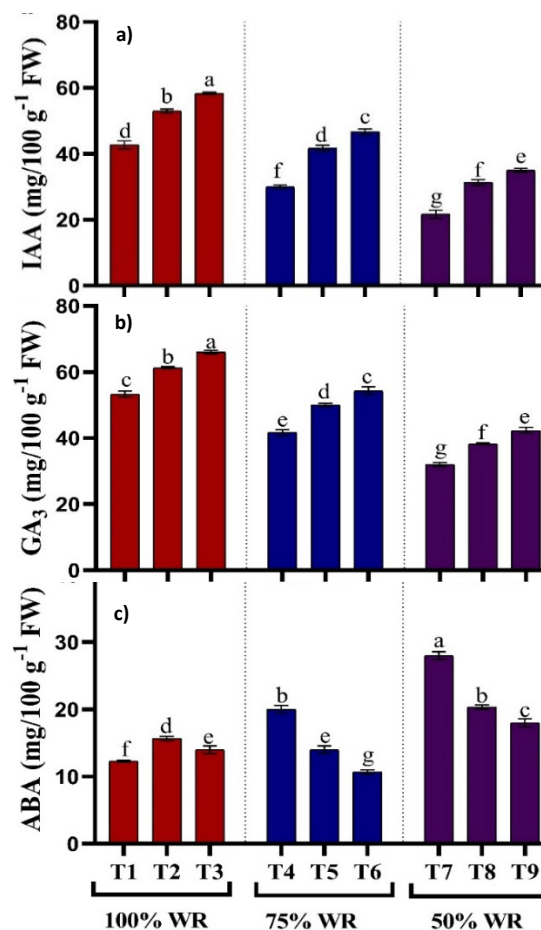 a)
80
60
40
20
0
IAA (mg/100 g⁻¹ FW)
d b a
f d c
g f e
b)
80
60
40
20
0
GA₃ (mg/100 g⁻¹ FW)
c b a
e d c
g f e
c)
30
20
10
0
ABA (mg/100 g⁻¹ FW)
f d e
b e g
a b c
T1 T2 T3 T4 T5 T6 T7 T8 T9
100% WR 75% WR 50% WR